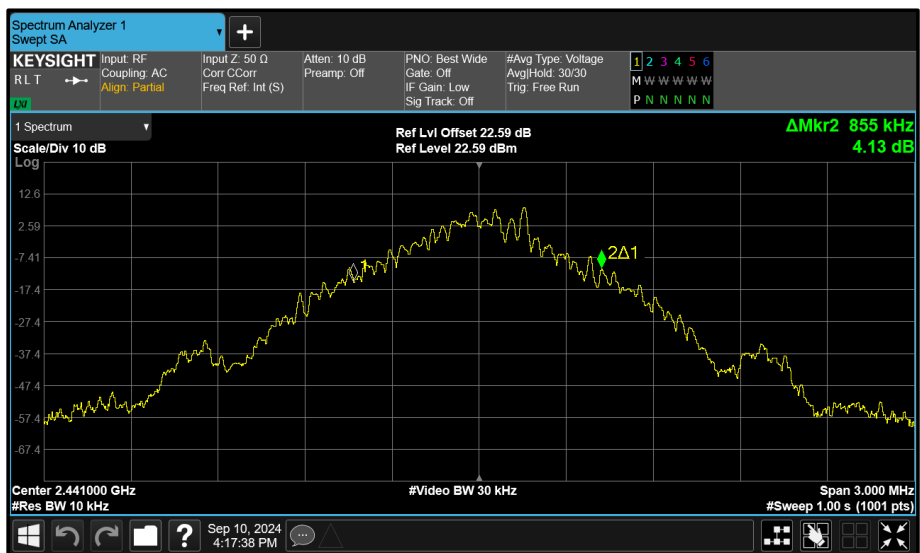 Spectrum Analyzer 1
Swept SA
+
KEYSIGHT
R L T
LXI
Input: RF
Coupling: AC
Align: Partial
Input Z: 50 Ω
Corr CCorr
Freq Ref: Int (S)
Atten: 10 dB
Preamp: Off
PNO: Best Wide
Gate: Off
IF Gain: Low
Sig Track: Off
#Avg Type: Voltage
Avg|Hold: 30/30
Trig: Free Run
1 2 3 4 5 6
M W W W W W
P N N N N N
1 Spectrum
Scale/Div 10 dB
Ref Lvl Offset 22.59 dB
Ref Level 22.59 dBm
ΔMkr2 855 kHz
4.13 dB
Log
12.6
2.59
-7.41
-17.4
-27.4
-37.4
-47.4
-57.4
-67.4
1
2Δ1
Center 2.441000 GHz
#Res BW 10 kHz
#Video BW 30 kHz
Span 3.000 MHz
#Sweep 1.00 s (1001 pts)
?
Sep 10, 2024
4:17:38 PM